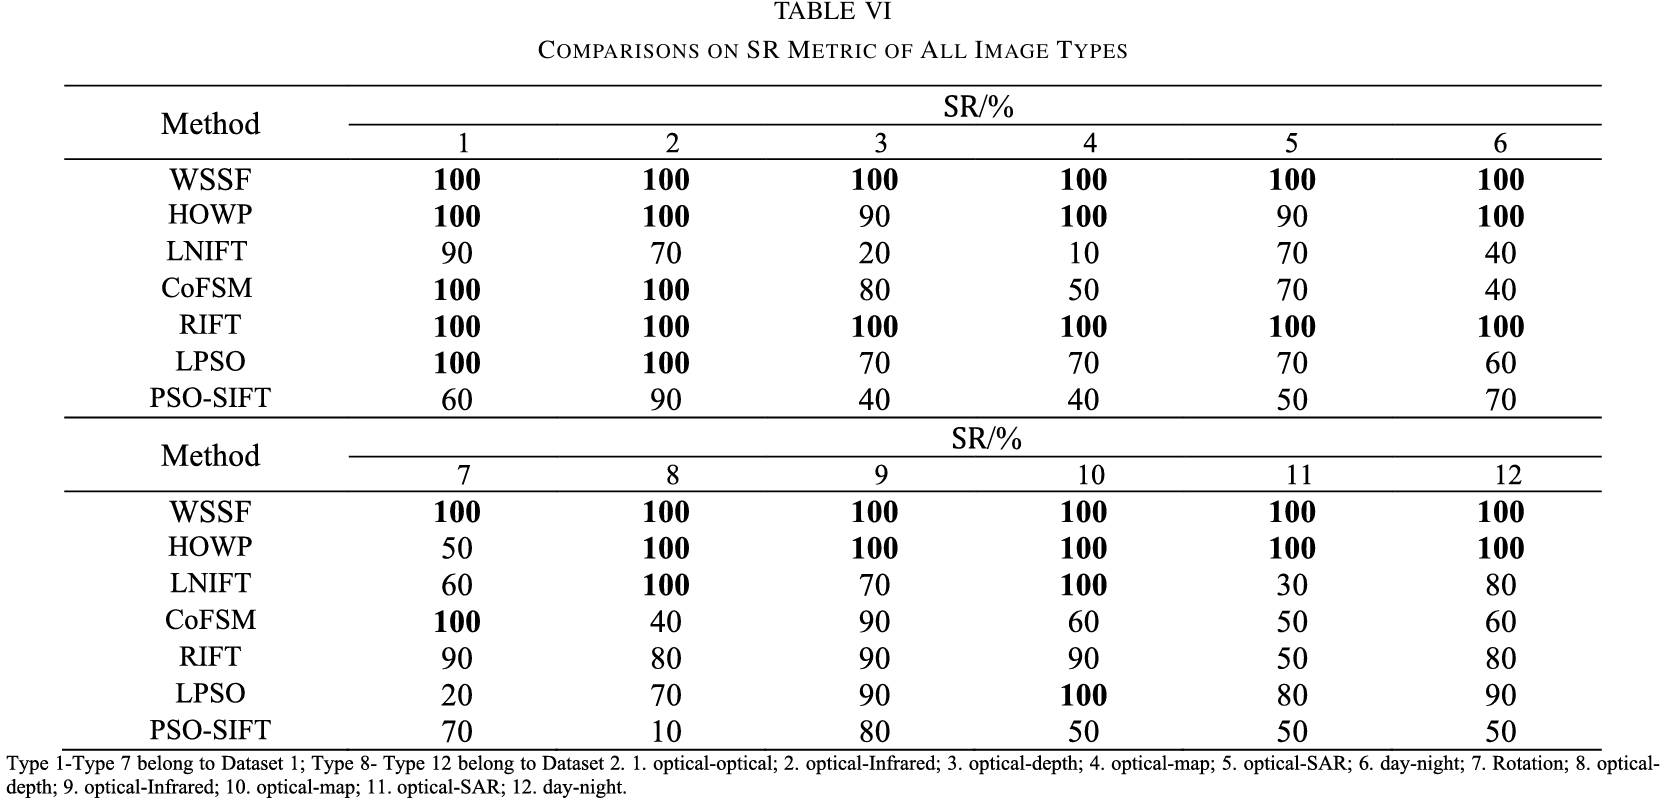 TABLE VI
COMPARISONS ON SR METRIC OF ALL IMAGE TYPES
Method SR/%
1 2 3 4 5 6
WSSF 100 100 100 100 100 100
HOWP 100 100 90 100 90 100
LNIFT 90 70 20 10 70 40
CoFSM 100 100 80 50 70 40
RIFT 100 100 100 100 100 100
LPSO 100 100 70 70 70 60
PSO-SIFT 60 90 40 40 50 70
Method SR/%
7 8 9 10 11 12
WSSF 100 100 100 100 100 100
HOWP 50 100 100 100 100 100
LNIFT 60 100 70 100 30 80
CoFSM 100 40 90 60 50 60
RIFT 90 80 90 90 50 80
LPSO 20 70 90 100 80 90
PSO-SIFT 70 10 80 50 50 50
Type 1-Type 7 belong to Dataset 1; Type 8- Type 12 belong to Dataset 2. 1. optical-optical; 2. optical-Infrared; 3. optical-depth; 4. optical-map; 5. optical-SAR; 6. day-night; 7. Rotation; 8. optical-
depth; 9. optical-Infrared; 10. optical-map; 11. optical-SAR; 12. day-night.